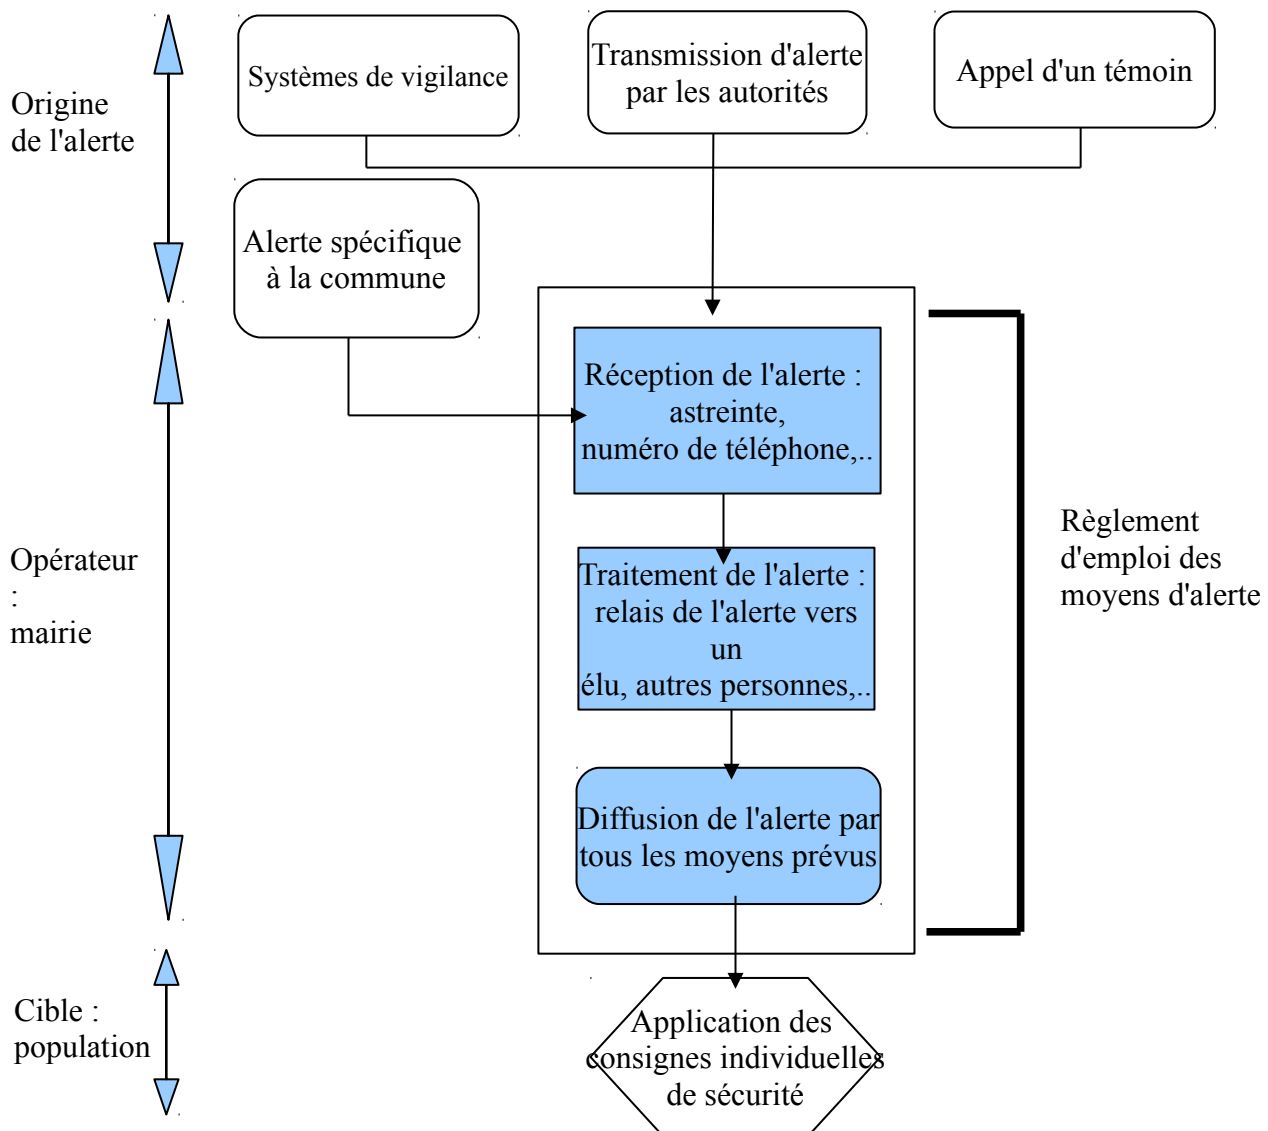 Systèmes de vigilance
Transmission d'alerte
par les autorités
Appel d'un témoin
Origine
de l'alerte
Alerte spécifique
à la commune
Réception de l'alerte :
astreinte,
numéro de téléphone,..
Opérateur
:
mairie
Traitement de l'alerte :
relais de l'alerte vers
un
élu, autres personnes,..
Règlement
d'emploi des
moyens d'alerte
Diffusion de l'alerte par
tous les moyens prévus
Cible :
population
Application des
consignes individuelles
de sécurité